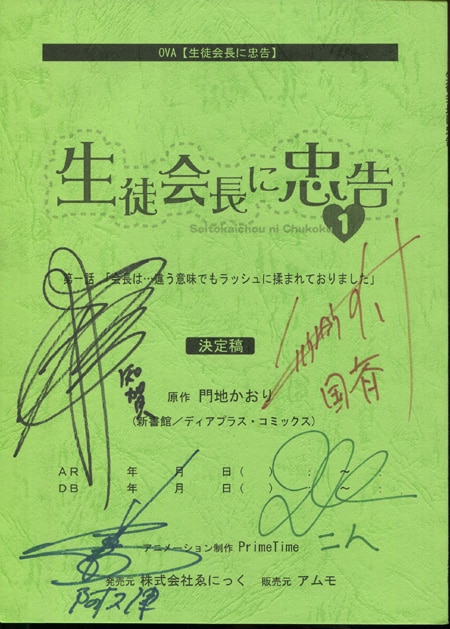 OVA【生徒会長に忠告】
生徒会長に忠告
1
Seitokaichou ni Chukoku
第一話 「会長は…違う意味でもラッシュに揉まれておりました」
決定稿
知賀
国斉
原作 門地かおり
(新書館/ディアプラス・コミックス)
AR 年 月 日( ) : ~ :
DB 年 月 日( ) : ~ :
アニメーション制作 PrimeTime
発売元 株式会社ゑにっく 販売元 アムモ